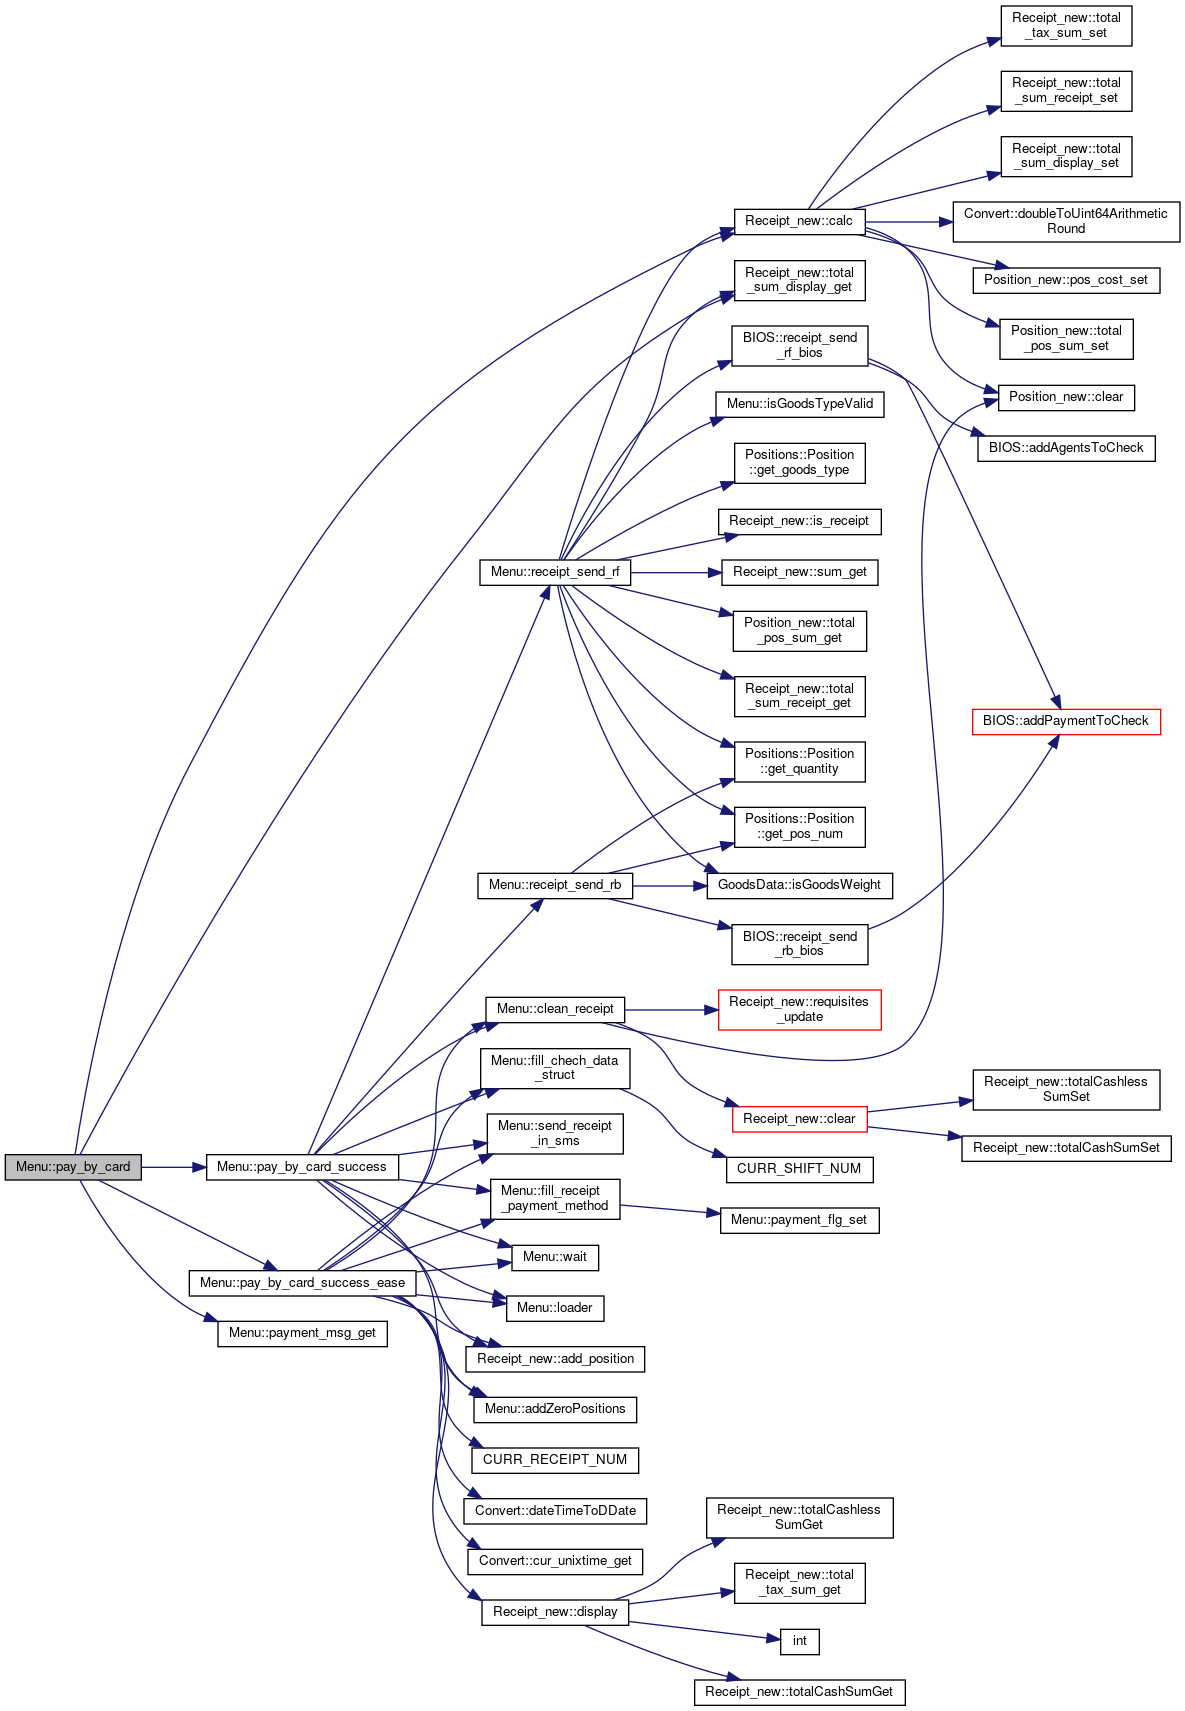 Menu::pay_by_card
Menu::pay_by_card_success
Menu::pay_by_card_success_ease
Menu::payment_msg_get
Menu::receipt_send_rf
Menu::receipt_send_rb
Menu::clean_receipt
Menu::fill_chech_data
_struct
Menu::send_receipt
_in_sms
Menu::fill_receipt
_payment_method
Menu::wait
Menu::loader
Receipt_new::add_position
Menu::addZeroPositions
CURR_RECEIPT_NUM
Convert::dateTimeToDDate
Convert::cur_unixtime_get
Receipt_new::display
Receipt_new::calc
Receipt_new::total
_sum_display_get
BIOS::receipt_send
_rf_bios
Menu::isGoodsTypeValid
Positions::Position
::get_goods_type
Receipt_new::is_receipt
Receipt_new::sum_get
Position_new::total
_pos_sum_get
Receipt_new::total
_sum_receipt_get
Positions::Position
::get_quantity
Positions::Position
::get_pos_num
GoodsData::isGoodsWeight
BIOS::receipt_send
_rb_bios
Receipt_new::requisites
_update
Receipt_new::clear
CURR_SHIFT_NUM
Menu::payment_flg_set
Receipt_new::totalCashless
SumGet
Receipt_new::total
_tax_sum_get
int
Receipt_new::totalCashSumGet
Receipt_new::total
_tax_sum_set
Receipt_new::total
_sum_receipt_set
Receipt_new::total
_sum_display_set
Convert::doubleToUint64Arithmetic
Round
Position_new::pos_cost_set
Position_new::total
_pos_sum_set
Position_new::clear
BIOS::addAgentsToCheck
BIOS::addPaymentToCheck
Receipt_new::totalCashless
SumSet
Receipt_new::totalCashSumSet